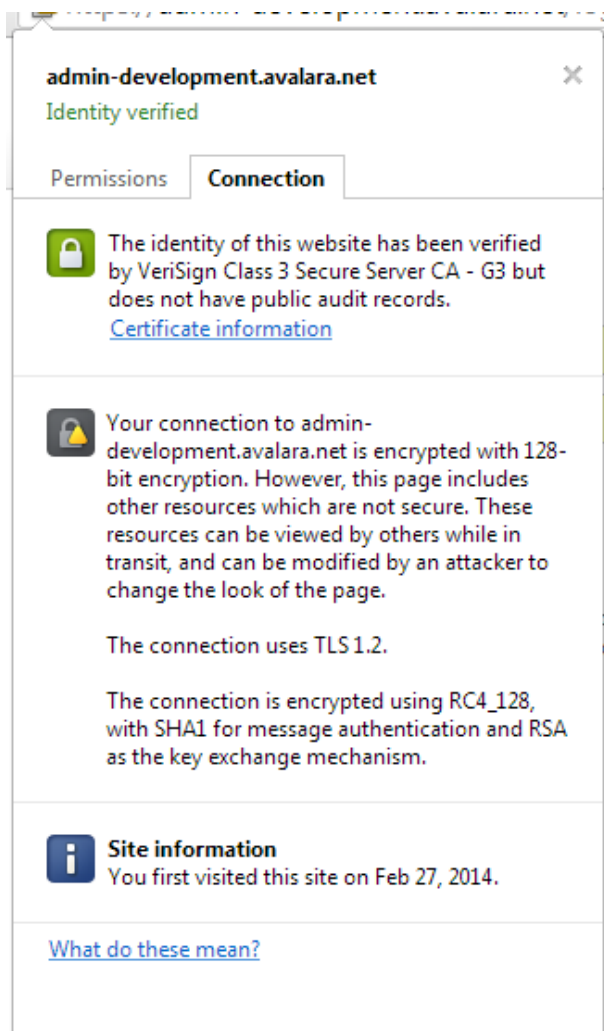 admin-development.avalara.net
Identity verified
Permissions Connection
The identity of this website has been verified
by VeriSign Class 3 Secure Server CA - G3 but
does not have public audit records.
Certificate information
Your connection to admin-
development.avalara.net is encrypted with 128-
bit encryption. However, this page includes
other resources which are not secure. These
resources can be viewed by others while in
transit, and can be modified by an attacker to
change the look of the page.
The connection uses TLS 1.2.
The connection is encrypted using RC4_128,
with SHA1 for message authentication and RSA
as the key exchange mechanism.
Site information
You first visited this site on Feb 27, 2014.
What do these mean?